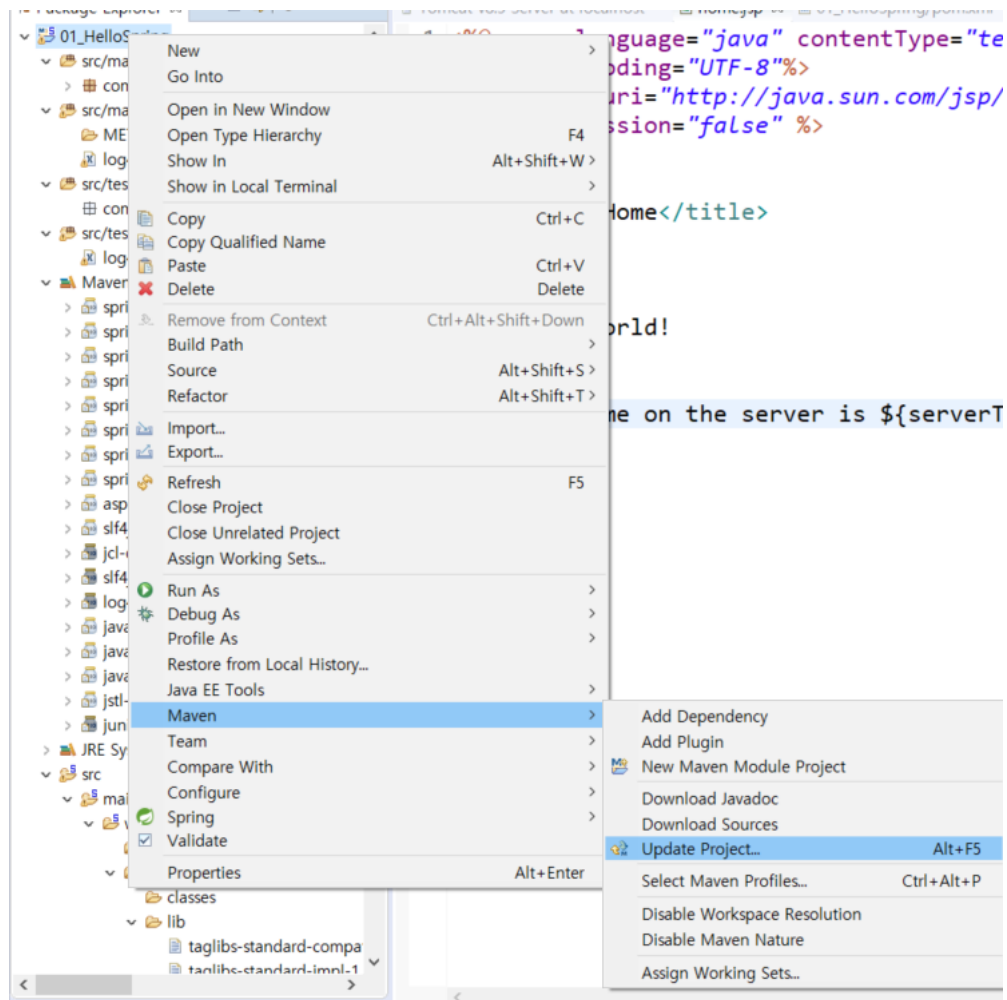 Package Explorer
Tomcat v8.5 Server at localhost
home.jsp
01_HelloSpring/pom.xml
01_HelloSpring
src/ma
con
src/ma
ME
log
src/tes
con
src/tes
log
Maven
spri
spri
spri
spri
spri
spri
spri
spri
asp
slf4
jcl-
slf4
log
java
java
java
jstl-
jun
JRE Sy
src
mai
classes
lib
taglibs-standard-compa
taglibs-standard-impl-1
New
Go Into
Open in New Window
Open Type Hierarchy F4
Show In Alt+Shift+W >
Show in Local Terminal
Copy Ctrl+C
Copy Qualified Name
Paste Ctrl+V
Delete Delete
Remove from Context Ctrl+Alt+Shift+Down
Build Path
Source Alt+Shift+S >
Refactor Alt+Shift+T >
Import...
Export...
Refresh F5
Close Project
Close Unrelated Project
Assign Working Sets...
Run As
Debug As
Profile As
Restore from Local History...
Java EE Tools
Maven
Team
Compare With
Configure
Spring
Validate
Properties Alt+Enter
Add Dependency
Add Plugin
New Maven Module Project
Download Javadoc
Download Sources
Update Project... Alt+F5
Select Maven Profiles... Ctrl+Alt+P
Disable Workspace Resolution
Disable Maven Nature
Assign Working Sets...
nguage="java" contentType="te
oding="UTF-8"%>
uri="http://java.sun.com/jsp/
ssion="false" %>
Home</title>
orld!
me on the server is ${serverT